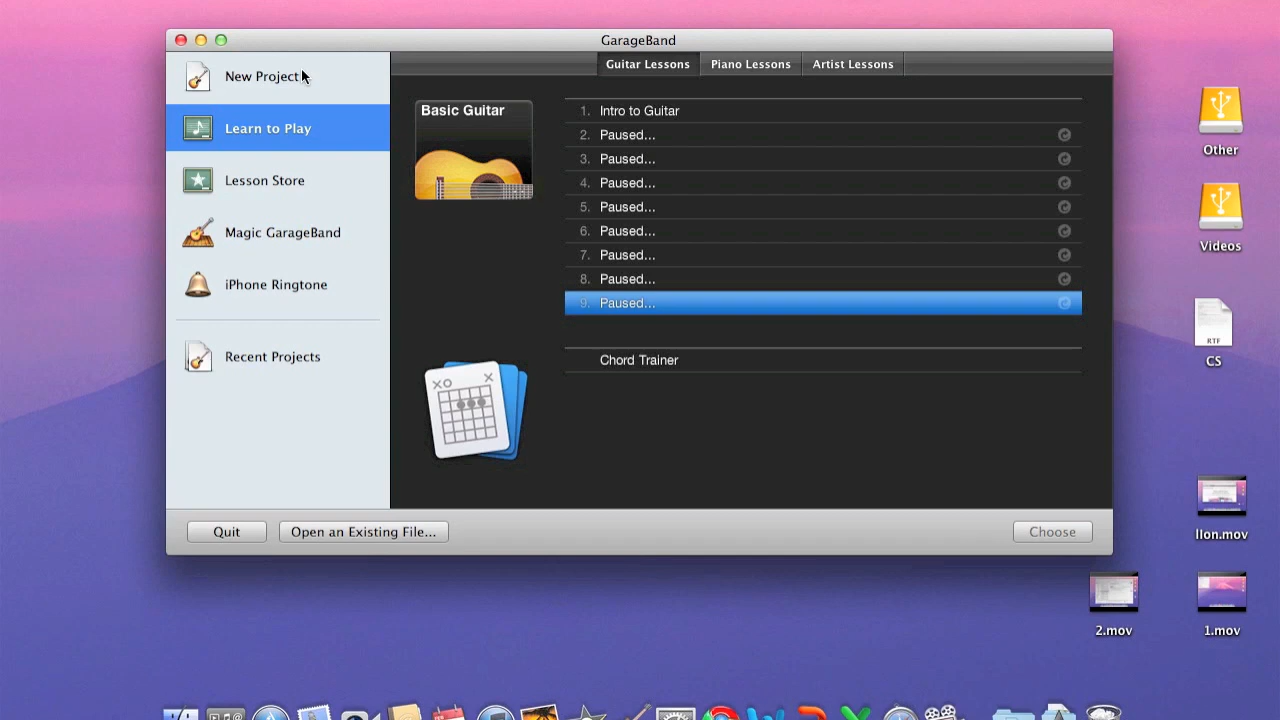 GarageBand
New Project
Learn to Play
Lesson Store
Magic GarageBand
iPhone Ringtone
Recent Projects
Guitar Lessons
Piano Lessons
Artist Lessons
Basic Guitar
1. Intro to Guitar
2. Paused...
3. Paused...
4. Paused...
5. Paused...
6. Paused...
7. Paused...
8. Paused...
9. Paused...
Chord Trainer
XO X
Quit
Open an Existing File...
Choose
Other
Videos
RTF
CS
2.mov
1.mov